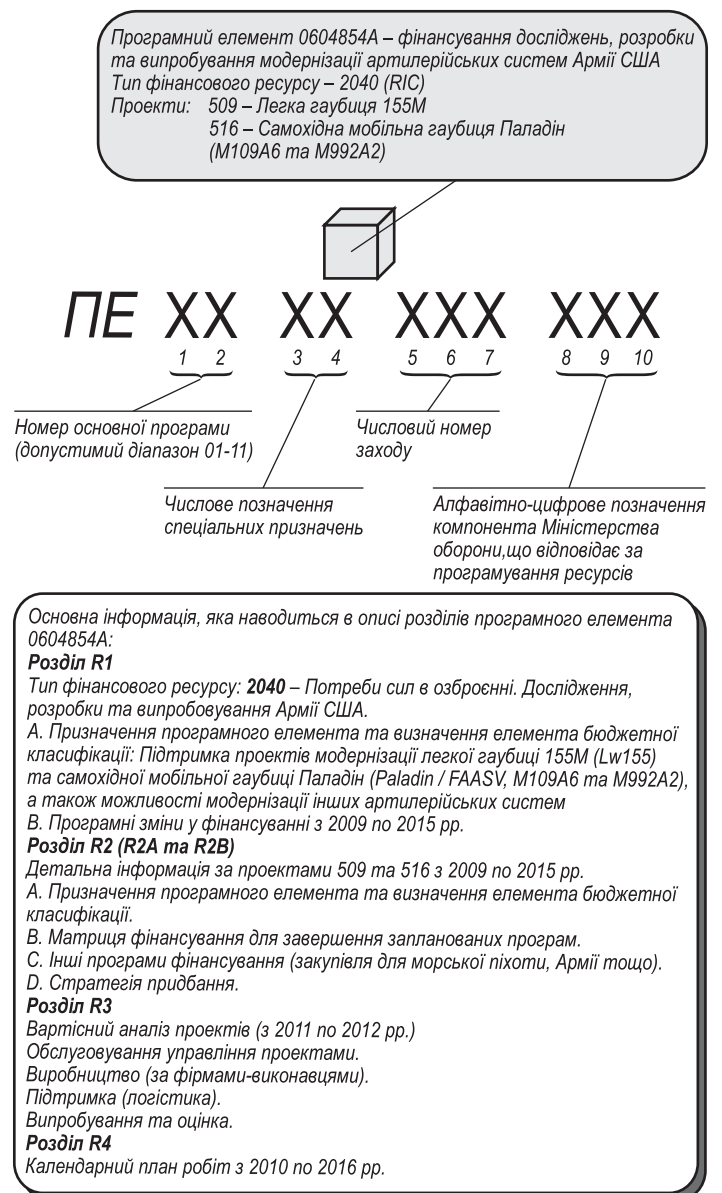 Програмний елемент 0604854А – фінансування досліджень, розробки
та випробування модернізації артилерійських систем Армії США
Тип фінансового ресурсу – 2040 (RIC)
Проекти: 509 – Легка гаубиця 155М
516 – Самохідна мобільна гаубиця Паладін
(М109А6 та М992А2)
ПЕ ХХ ХХ ХХХ ХХХ
1 2 3 4 5 6 7 8 9 10
Номер основної програми
(допустимий діапазон 01-11)
Числовий номер
заходу
Числове позначення
спеціальних призначень
Алфавітно-цифрове позначення
компонента Міністерства
оборони,що відповідає за
програмування ресурсів
Основна інформація, яка наводиться в описі розділів програмного елемента
0604854А:
Розділ R1
Тип фінансового ресурсу: 2040 – Потреби сил в озброєнні. Дослідження,
розробки та випробовування Армії США.
А. Призначення програмного елемента та визначення елемента бюджетної
класифікації: Підтримка проектів модернізації легкої гаубиці 155М (Lw155)
та самохідної мобільної гаубиці Паладін (Paladin / FAASV, М109А6 та М992А2),
а також можливості модернізації інших артилерійських систем
В. Програмні зміни у фінансуванні з 2009 по 2015 рр.
Розділ R2 (R2A та R2B)
Детальна інформація за проектами 509 та 516 з 2009 по 2015 рр.
А. Призначення програмного елемента та визначення елемента бюджетної
класифікації.
В. Матриця фінансування для завершення запланованих програм.
С. Інші програми фінансування (закупівля для морської піхоти, Армії тощо).
D. Стратегія придбання.
Розділ R3
Вартісний аналіз проектів (з 2011 по 2012 рр.)
Обслуговування управління проектами.
Виробництво (за фірмами-виконавцями).
Підтримка (логістика).
Випробування та оцінка.
Розділ R4
Календарний план робіт з 2010 по 2016 рр.